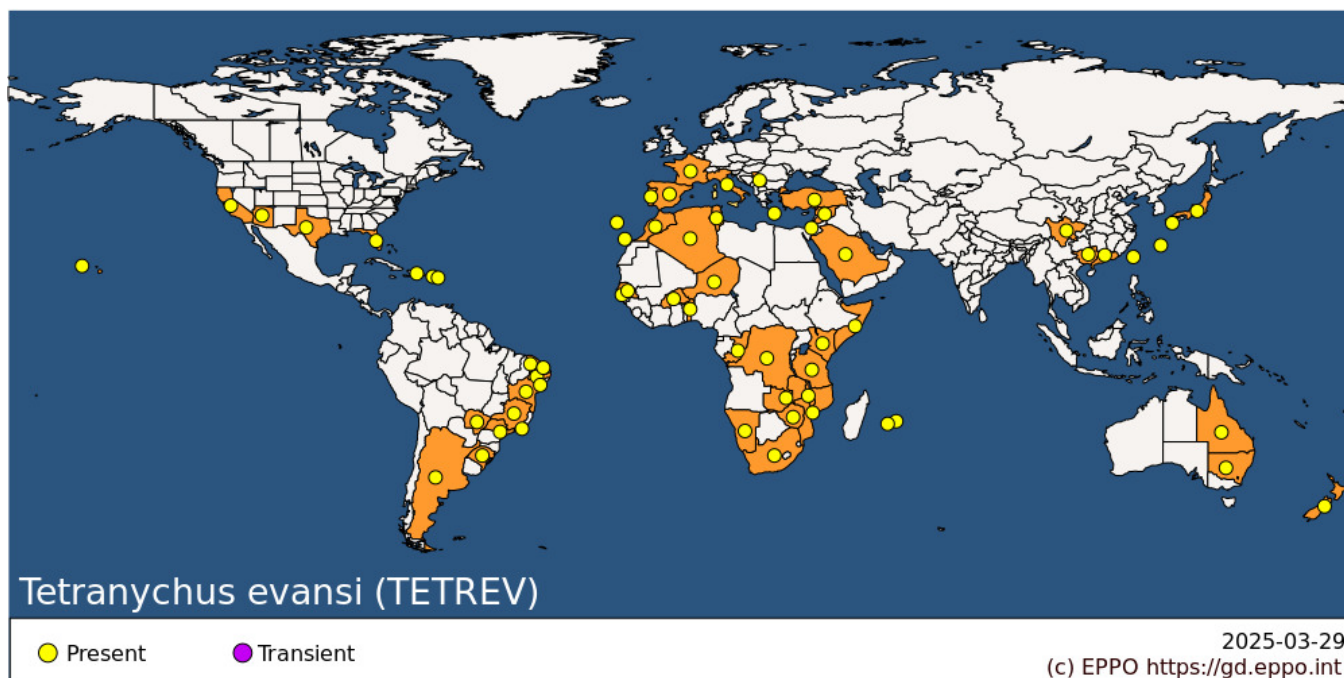 Tetranychus evansi (TETREV)
Present
Transient
2025-03-29
(c) EPPO https://gd.eppo.int